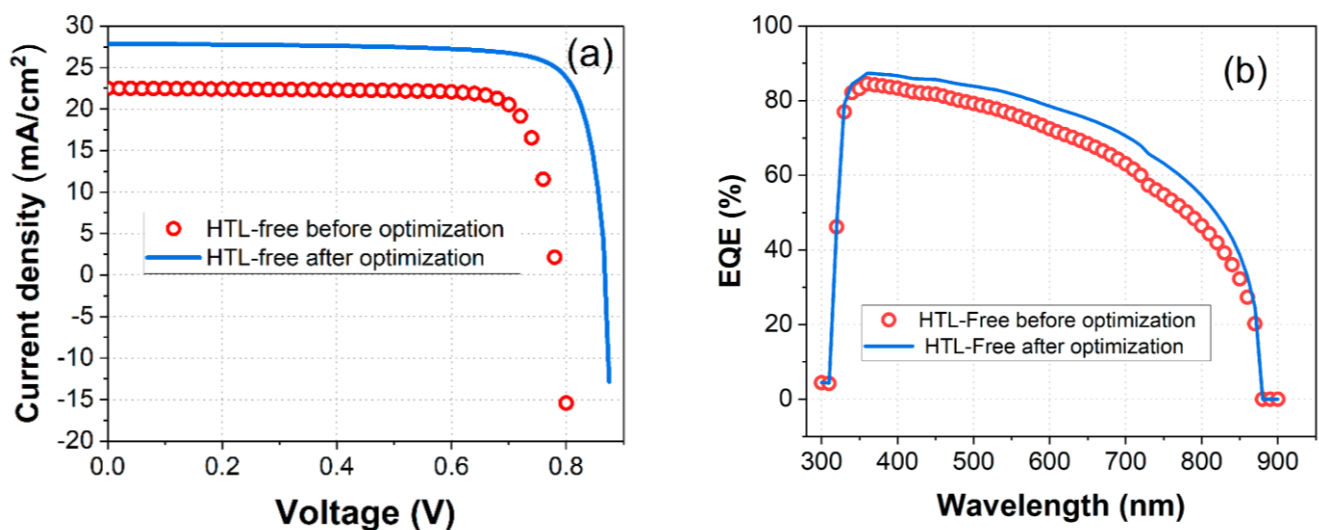 Current density (mA/cm²)
30
25
20
15
10
5
0
-5
-10
-15
-20
(a)
HTL-free before optimization
HTL-free after optimization
0.0 0.2 0.4 0.6 0.8
Voltage (V)
EQE (%)
100
80
60
40
20
0
(b)
HTL-Free before optimization
HTL-Free after optimization
300 400 500 600 700 800 900
Wavelength (nm)